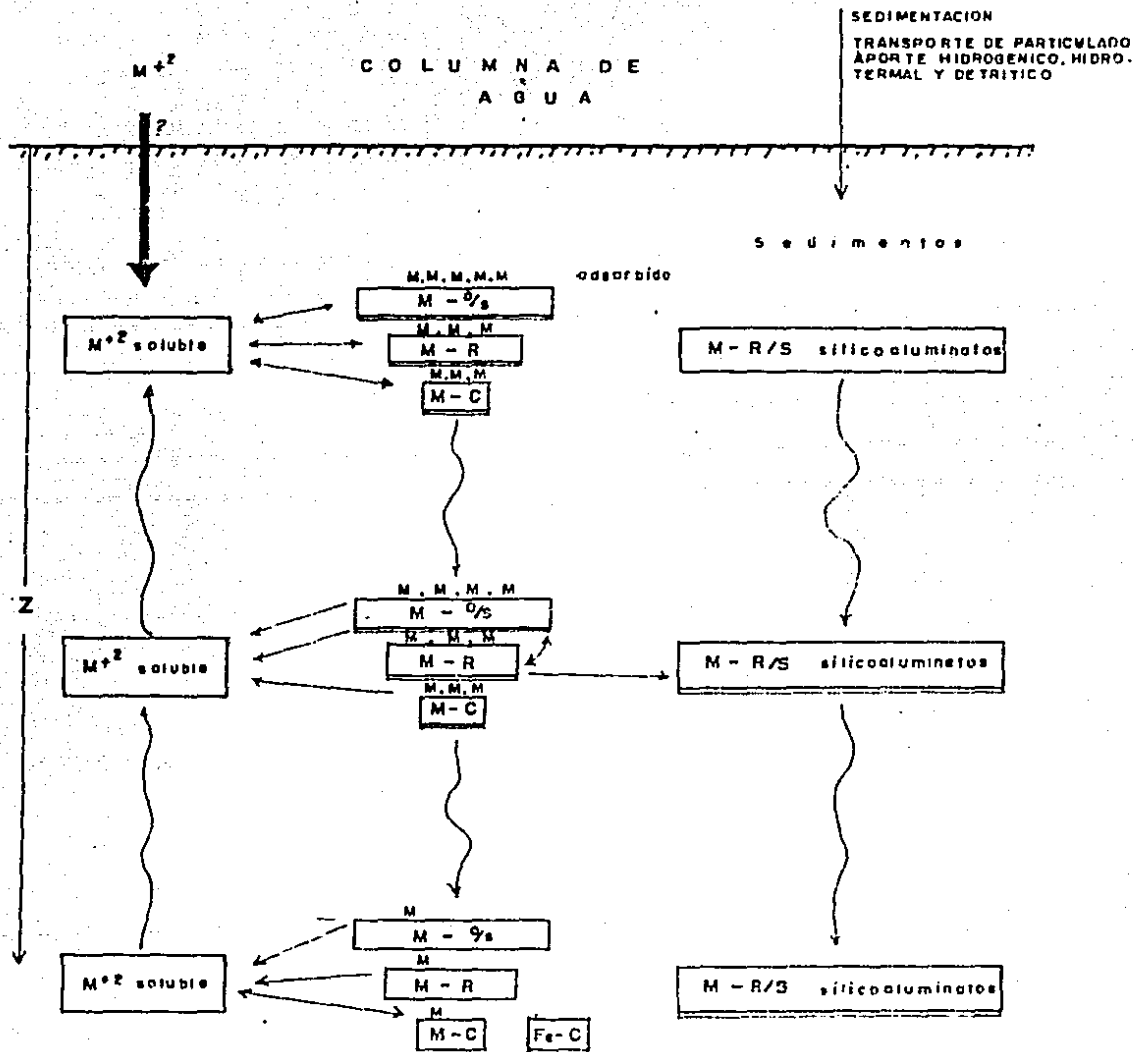 SEDIMENTACION
TRANSPORTE DE PARTICULADO
APORTE HIDROGENICO, HIDRO-
TERMAL Y DETRITICO
M+2
COLUMNA DE
AGUA
?
Sedimentos
M, M, M, M, M
adsorbido
M - O/S
M, M, M
M - R
M, M, M
M - C
M+2 soluble
M - R/S silicoaluminatos
Z
M, M, M, M
M - O/S
M, M, M
M - R
M, M, M
M - C
M+2 soluble
M - R/S silicoaluminatos
M
M - O/S
M
M - R
M
M - C
Fe - C
M+2 soluble
M - R/S silicoaluminatos